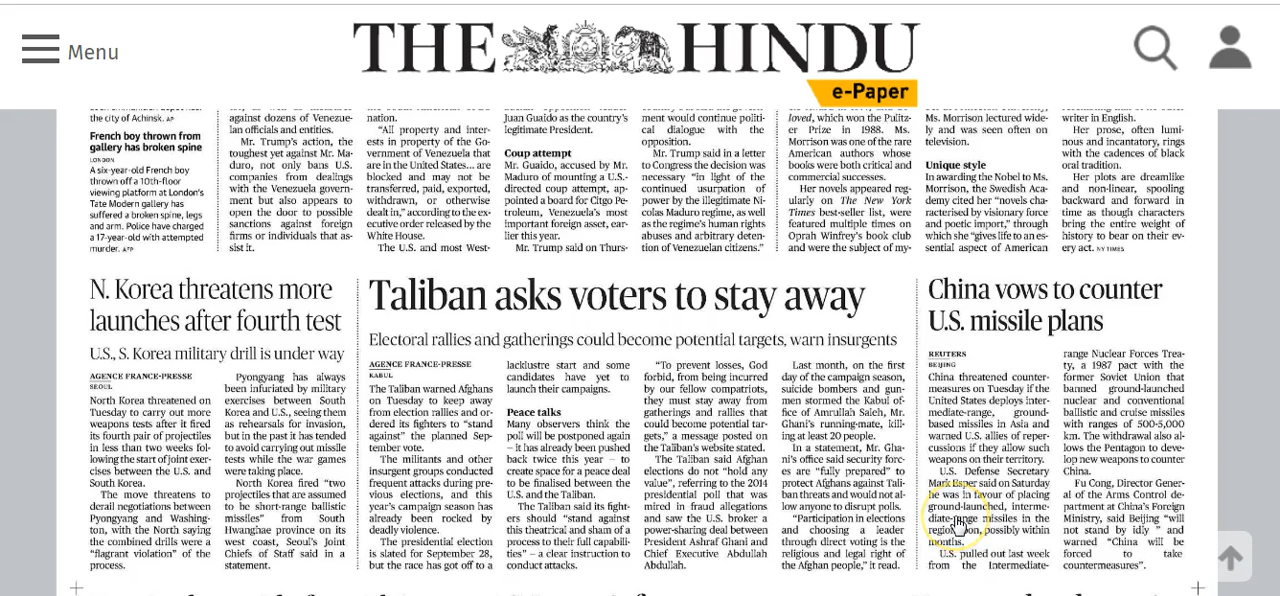 Menu
THE HINDU
e-Paper
the city of Achinsk. AP
French boy thrown from
gallery has broken spine
LONDON
A six-year-old French boy
thrown off a 10th-floor
viewing platform at London's
Tate Modern gallery has
suffered a broken spine, legs
and arm. Police have charged
a 17-year-old with attempted
murder. AFP
against dozens of Venezue-
lan officials and entities.
Mr. Trump's action, the
toughest yet against Mr. Ma-
duro, not only bans U.S.
companies from dealings
with the Venezuela govern-
ment but also appears to
open the door to possible
sanctions against foreign
firms or individuals that as-
sist it.
nation.
"All property and inter-
ests in property of the Go-
vernment of Venezuela that
are in the United States... are
blocked and may not be
transferred, paid, exported,
withdrawn, or otherwise
dealt in," according to the ex-
ecutive order released by the
White House.
The U.S. and most West-
Juan Guaido as the country's
legitimate President.
Coup attempt
Mr. Guaido, accused by Mr.
Maduro of mounting a U.S.-
directed coup attempt, ap-
pointed a board for Citgo Pe-
troleum, Venezuela's most
important foreign asset, ear-
lier this year.
Mr. Trump said on Thurs-
ment would continue politi-
cal dialogue with the
opposition.
Mr. Trump said in a letter
to Congress the decision was
necessary "in light of the
continued usurpation of
power by the illegitimate Ni-
colas Maduro regime, as well
as the regime's human rights
abuses and arbitrary deten-
tion of Venezuelan citizens."
loved, which won the Pulitz-
er Prize in 1988. Ms.
Morrison was one of the rare
American authors whose
books were both critical and
commercial successes.
Her novels appeared reg-
ularly on The New York
Times best-seller list, were
featured multiple times on
Oprah Winfrey's book club
and were the subject of my-
Ms. Morrison lectured wide-
ly and was seen often on
television.
Unique style
In awarding the Nobel to Ms.
Morrison, the Swedish Aca-
demy cited her "novels cha-
racterised by visionary force
and poetic import," through
which she "gives life to an es-
sential aspect of American
writer in English.
Her prose, often lumi-
nous and incantatory, rings
with the cadences of black
oral tradition.
Her plots are dreamlike
and non-linear, spooling
backward and forward in
time as though characters
bring the entire weight of
history to bear on their ev-
ery act. NY TIMES
N. Korea threatens more
launches after fourth test
U.S., S. Korea military drill is under way
AGENCE FRANCE-PRESSE
SEOUL
North Korea threatened on
Tuesday to carry out more
weapons tests after it fired
its fourth pair of projectiles
in less than two weeks fol-
lowing the start of joint exer-
cises between the U.S. and
South Korea.
The move threatens to
derail negotiations between
Pyongyang and Washing-
ton, with the North saying
the combined drills were a
"flagrant violation" of the
process.
Pyongyang has always
been infuriated by military
exercises between South
Korea and U.S., seeing them
as rehearsals for invasion,
but in the past it has tended
to avoid carrying out missile
tests while the war games
were taking place.
North Korea fired "two
projectiles that are assumed
to be short-range ballistic
missiles" from South
Hwanghae province on its
west coast, Seoul's Joint
Chiefs of Staff said in a
statement.
Taliban asks voters to stay away
Electoral rallies and gatherings could become potential targets, warn insurgents
AGENCE FRANCE-PRESSE
KABUL
The Taliban warned Afghans
on Tuesday to keep away
from election rallies and or-
dered its fighters to "stand
against" the planned Sep-
tember vote.
The militants and other
insurgent groups conducted
frequent attacks during pre-
vious elections, and this
year's campaign season has
already been rocked by
deadly violence.
The presidential election
is slated for September 28,
but the race has got off to a
lacklustre start and some
candidates have yet to
launch their campaigns.
Peace talks
Many observers think the
poll will be postponed again
– it has already been pushed
back twice this year – to
create space for a peace deal
to be finalised between the
U.S. and the Taliban.
The Taliban said its fight-
ers should "stand against
this theatrical and sham of a
process to their full capabili-
ties" – a clear instruction to
conduct attacks.
"To prevent losses, God
forbid, from being incurred
by our fellow compatriots,
they must stay away from
gatherings and rallies that
could become potential tar-
gets," a message posted on
the Taliban's website stated.
The Taliban said Afghan
elections do not "hold any
value", referring to the 2014
presidential poll that was
mired in fraud allegations
and saw the U.S. broker a
power-sharing deal between
President Ashraf Ghani and
Chief Executive Abdullah
Abdullah.
Last month, on the first
day of the campaign season,
suicide bombers and gun-
men stormed the Kabul of-
fice of Amrullah Saleh, Mr.
Ghani's running-mate, kill-
ing at least 20 people.
In a statement, Mr. Gha-
ni's office said security forc-
es are "fully prepared" to
protect Afghans against Tali-
ban threats and would not al-
low anyone to disrupt polls.
"Participation in elections
and choosing a leader
through direct voting is the
religious and legal right of
the Afghan people," it read.
China vows to counter
U.S. missile plans
REUTERS
BEIJING
China threatened counter-
measures on Tuesday if the
United States deploys inter-
mediate-range, ground-
based missiles in Asia and
warned U.S. allies of reper-
cussions if they allow such
weapons on their territory.
U.S. Defense Secretary
Mark Esper said on Saturday
he was in favour of placing
ground-launched, interme-
diate-range missiles in the
region soon, possibly within
months.
U.S. pulled out last week
from the Intermediate-
range Nuclear Forces Trea-
ty, a 1987 pact with the
former Soviet Union that
banned ground-launched
nuclear and conventional
ballistic and cruise missiles
with ranges of 500-5,000
km. The withdrawal also al-
lows the Pentagon to deve-
lop new weapons to counter
China.
Fu Cong, Director Gener-
al of the Arms Control de-
partment at China's Foreign
Ministry, said Beijing "will
not stand by idly " and
warned "China will be
forced to take
countermeasures".